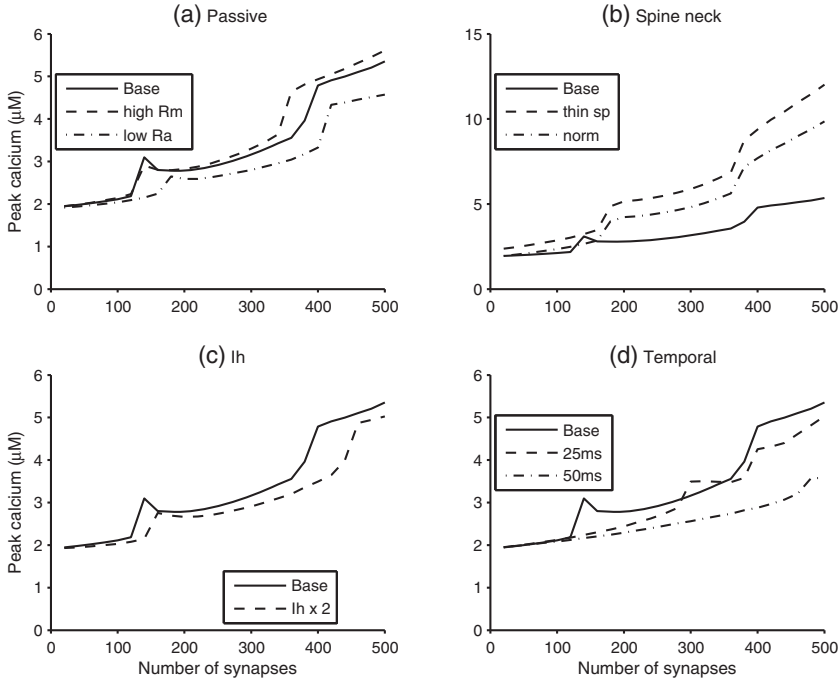 (a) Passive
6
5
4
3
2
1
0
0 100 200 300 400 500
Peak calcium (μM)
Base
high Rm
low Ra
(b) Spine neck
15
10
5
0
0 100 200 300 400 500
Base
thin sp
norm
(c) Ih
6
5
4
3
2
1
0
0 100 200 300 400 500
Peak calcium (μM)
Number of synapses
Base
Ih x 2
(d) Temporal
6
5
4
3
2
1
0
0 100 200 300 400 500
Number of synapses
Base
25ms
50ms